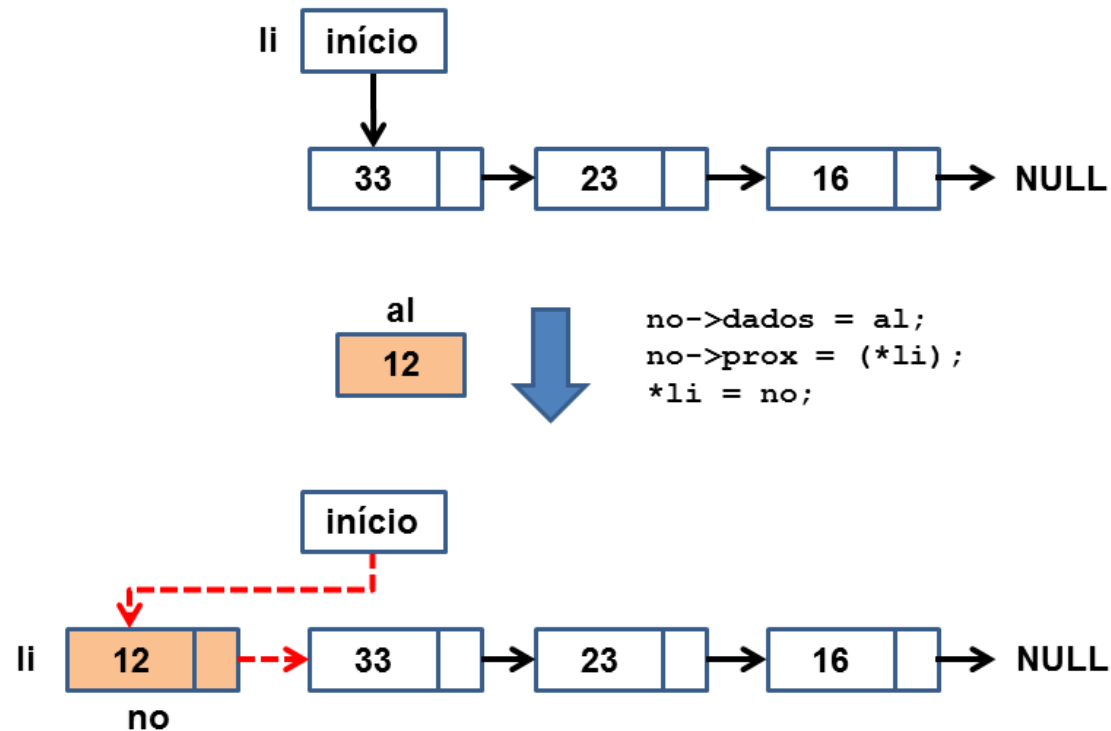 li início
33 23 16 NULL
al
12
no->dados = al;
no->prox = (*li);
*li = no;
início
li 12 33 23 16 NULL
no